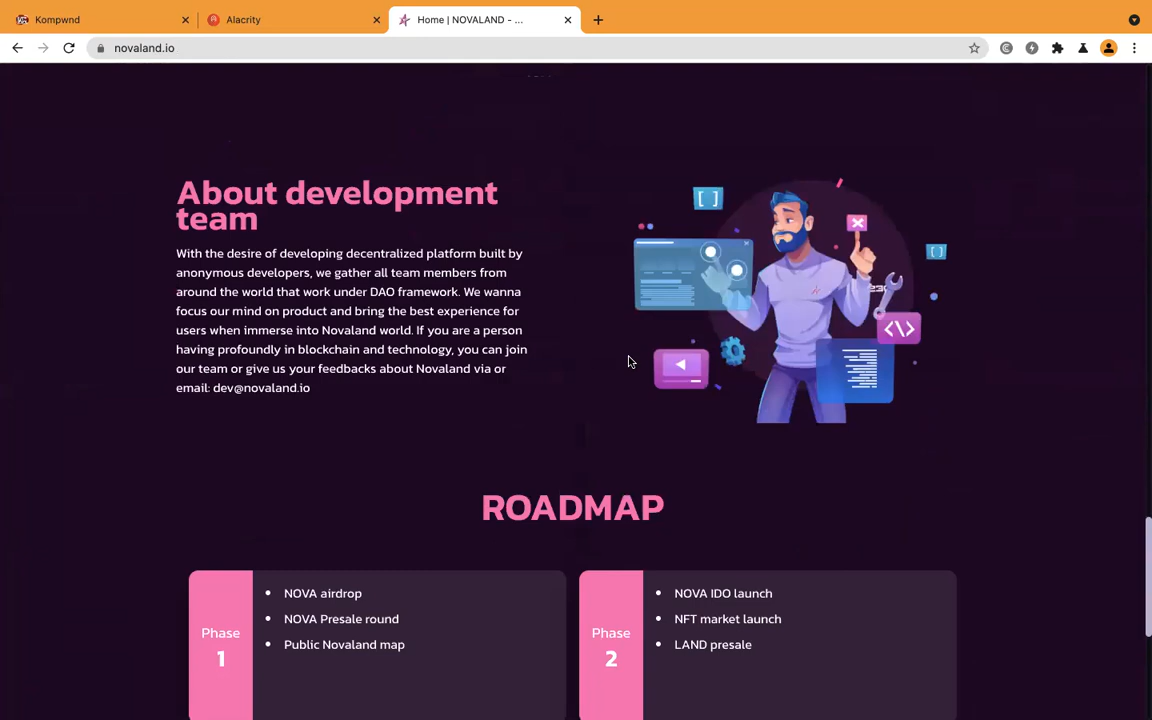 Kompwnd
Alacrity
Home | NOVALAND - ...
novaland.io
About development
team
With the desire of developing decentralized platform built by
anonymous developers, we gather all team members from
around the world that work under DAO framework. We wanna
focus our mind on product and bring the best experience for
users when immerse into Novaland world. If you are a person
having profoundly in blockchain and technology, you can join
our team or give us your feedbacks about Novaland via or
email: dev@novaland.io
[ ]
[ ]
<\>
ROADMAP
Phase
1
• NOVA airdrop
• NOVA Presale round
• Public Novaland map
Phase
2
• NOVA IDO launch
• NFT market launch
• LAND presale